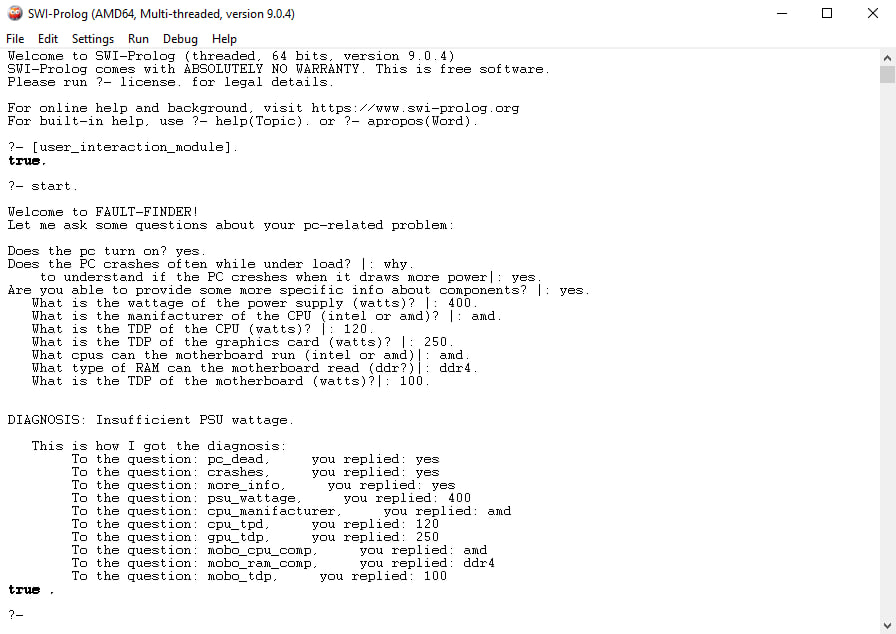 SWI-Prolog (AMD64, Multi-threaded, version 9.0.4)
File Edit Settings Run Debug Help
Welcome to SWI-Prolog (threaded, 64 bits, version 9.0.4)
SWI-Prolog comes with ABSOLUTELY NO WARRANTY. This is free software.
Please run ?- license. for legal details.
For online help and background, visit https://www.swi-prolog.org
For built-in help, use ?- help(Topic). or ?- apropos(Word).
?- [user_interaction_module].
true.
?- start.
Welcome to FAULT-FINDER!
Let me ask some questions about your pc-related problem:
Does the pc turn on? yes.
Does the PC crashes often while under load? |: why.
to understand if the PC creshes when it draws more power|: yes.
Are you able to provide some more specific info about components? |: yes.
What is the wattage of the power supply (watts)? |: 400.
What is the manifacturer of the CPU (intel or amd)? |: amd.
What is the TDP of the CPU (watts)? |: 120.
What is the TDP of the graphics card (watts)? |: 250.
What cpus can the motherboard run (intel or amd)|: amd.
What type of RAM can the motherboard read (ddr?)|: ddr4.
What is the TDP of the motherboard (watts)?|: 100.
DIAGNOSIS: Insufficient PSU wattage.
This is how I got the diagnosis:
To the question: pc_dead, you replied: yes
To the question: crashes, you replied: yes
To the question: more_info, you replied: yes
To the question: psu_wattage, you replied: 400
To the question: cpu_manifacturer, you replied: amd
To the question: cpu_tpd, you replied: 120
To the question: gpu_tdp, you replied: 250
To the question: mobo_cpu_comp, you replied: amd
To the question: mobo_ram_comp, you replied: ddr4
To the question: mobo_tdp, you replied: 100
true .
?-